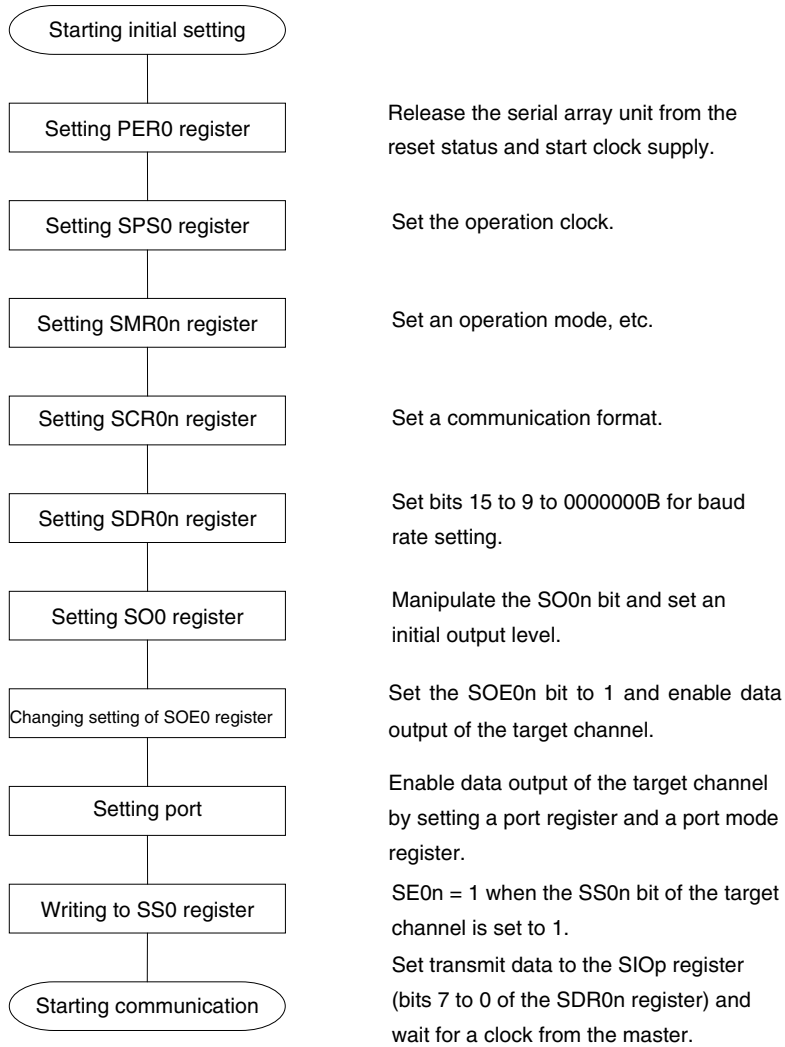 Starting initial setting
Setting PER0 register
Release the serial array unit from the
reset status and start clock supply.
Setting SPS0 register
Set the operation clock.
Setting SMR0n register
Set an operation mode, etc.
Setting SCR0n register
Set a communication format.
Setting SDR0n register
Set bits 15 to 9 to 0000000B for baud
rate setting.
Setting SO0 register
Manipulate the SO0n bit and set an
initial output level.
Changing setting of SOE0 register
Set the SOE0n bit to 1 and enable data
output of the target channel.
Setting port
Enable data output of the target channel
by setting a port register and a port mode
register.
Writing to SS0 register
SE0n = 1 when the SS0n bit of the target
channel is set to 1.
Starting communication
Set transmit data to the SIOp register
(bits 7 to 0 of the SDR0n register) and
wait for a clock from the master.